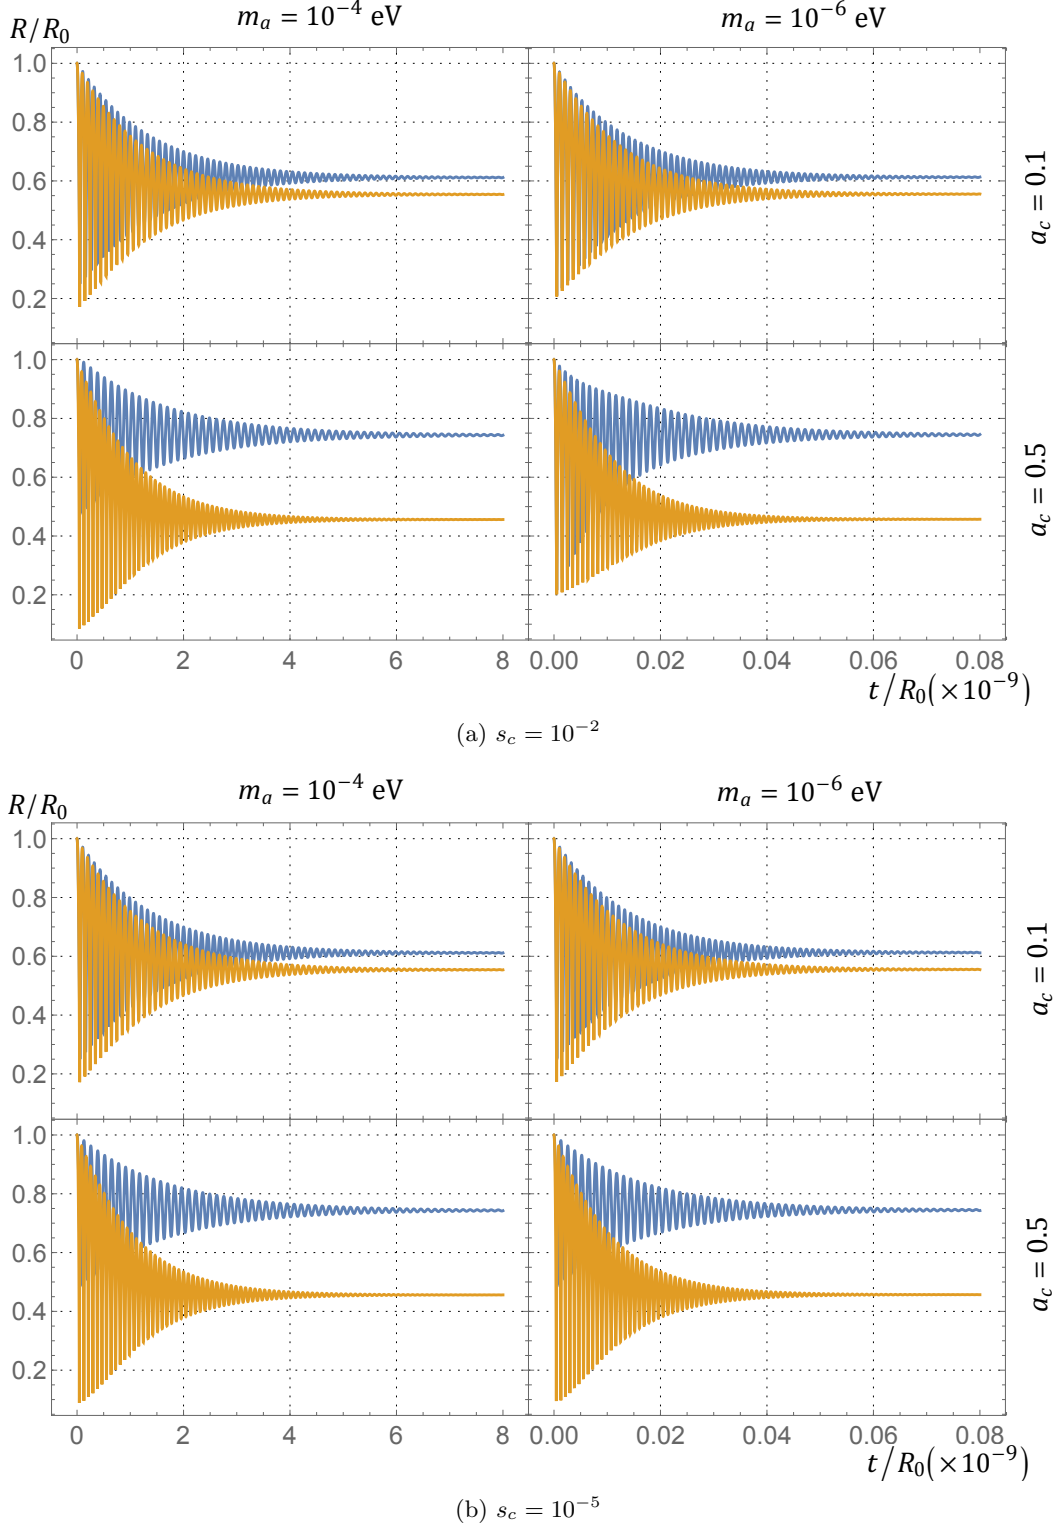 m_a = 10^{-4} eV
m_a = 10^{-6} eV
R/R_0
1.0
0.8
0.6
0.4
0.2
a_c = 0.1
1.0
0.8
0.6
0.4
0.2
a_c = 0.5
0 2 4 6 8
0.00 0.02 0.04 0.06 0.08
t/R_0(×10^{-9})
(a) s_c = 10^{-2}
m_a = 10^{-4} eV
m_a = 10^{-6} eV
R/R_0
1.0
0.8
0.6
0.4
0.2
a_c = 0.1
1.0
0.8
0.6
0.4
0.2
a_c = 0.5
0 2 4 6 8
0.00 0.02 0.04 0.06 0.08
t/R_0(×10^{-9})
(b) s_c = 10^{-5}